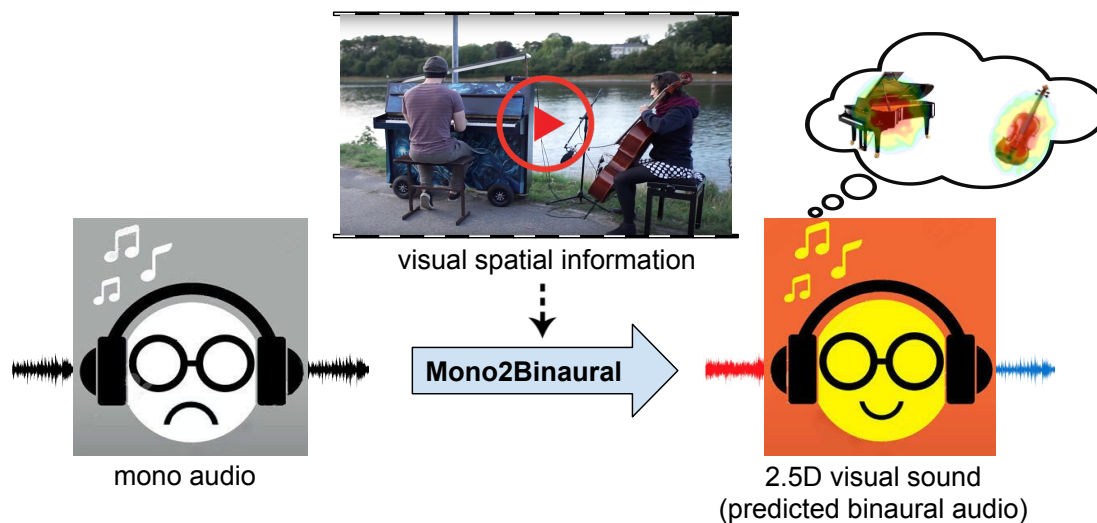 visual spatial information
Mono2Binaural
mono audio
2.5D visual sound
(predicted binaural audio)